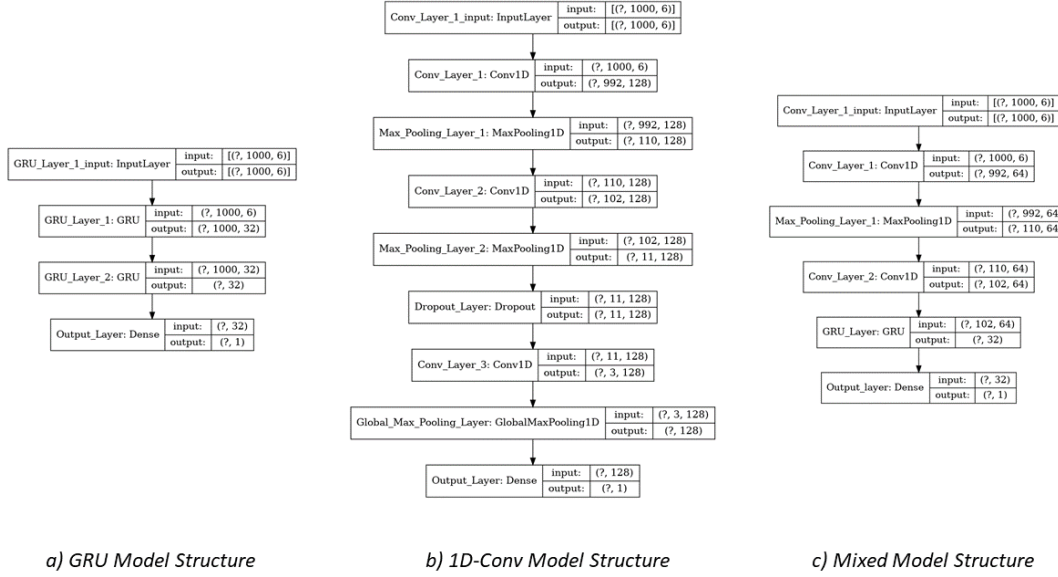 GRU_Layer_1_input: InputLayer input: [(?, 1000, 6)]
output: [(?, 1000, 6)]
GRU_Layer_1: GRU input: (?, 1000, 6)
output: (?, 1000, 32)
GRU_Layer_2: GRU input: (?, 1000, 32)
output: (?, 32)
Output_Layer: Dense input: (?, 32)
output: (?, 1)
a) GRU Model Structure
Conv_Layer_1_input: InputLayer input: [(?, 1000, 6)]
output: [(?, 1000, 6)]
Conv_Layer_1: Conv1D input: (?, 1000, 6)
output: (?, 992, 128)
Max_Pooling_Layer_1: MaxPooling1D input: (?, 992, 128)
output: (?, 110, 128)
Conv_Layer_2: Conv1D input: (?, 110, 128)
output: (?, 102, 128)
Max_Pooling_Layer_2: MaxPooling1D input: (?, 102, 128)
output: (?, 11, 128)
Dropout_Layer: Dropout input: (?, 11, 128)
output: (?, 11, 128)
Conv_Layer_3: Conv1D input: (?, 11, 128)
output: (?, 3, 128)
Global_Max_Pooling_Layer: GlobalMaxPooling1D input: (?, 3, 128)
output: (?, 128)
Output_Layer: Dense input: (?, 128)
output: (?, 1)
b) 1D-Conv Model Structure
Conv_Layer_1_input: InputLayer input: [(?, 1000, 6)]
output: [(?, 1000, 6)]
Conv_Layer_1: Conv1D input: (?, 1000, 6)
output: (?, 992, 64)
Max_Pooling_Layer_1: MaxPooling1D input: (?, 992, 64)
output: (?, 110, 64)
Conv_Layer_2: Conv1D input: (?, 110, 64)
output: (?, 102, 64)
GRU_Layer: GRU input: (?, 102, 64)
output: (?, 32)
Output_layer: Dense input: (?, 32)
output: (?, 1)
c) Mixed Model Structure